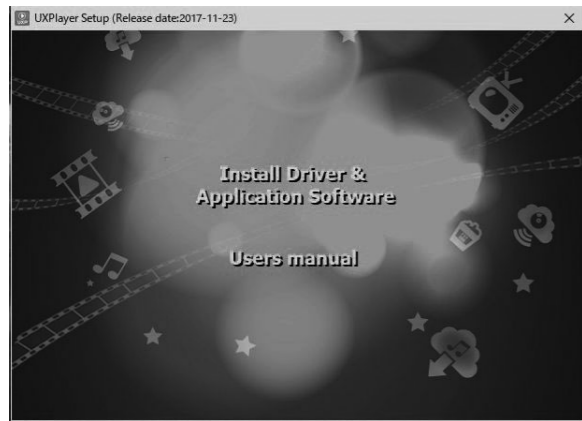 UXPlayer Setup (Release date:2017-11-23)
Install Driver &
Application Software
Users manual